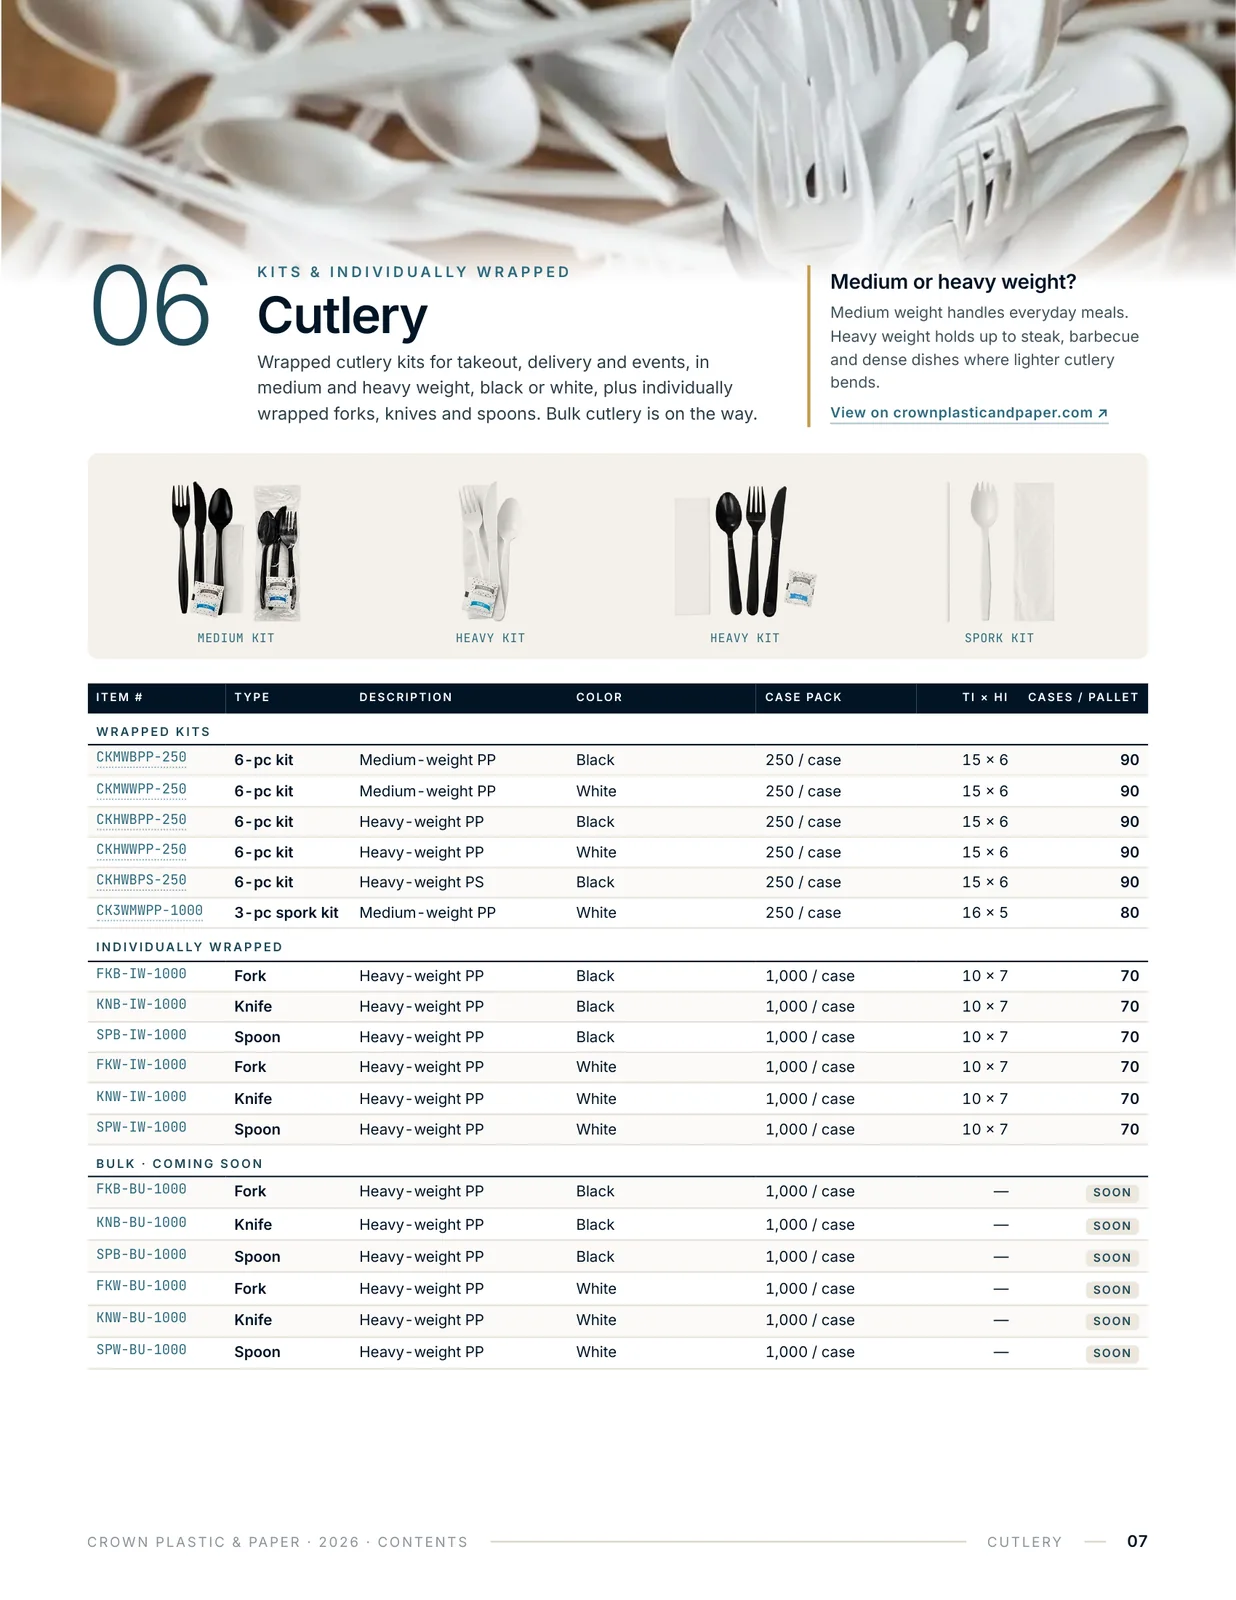 06
KITS & INDIVIDUALLY WRAPPED
Cutlery
Wrapped cutlery kits for takeout, delivery and events, in
medium and heavy weight, black or white, plus individually
wrapped forks, knives and spoons. Bulk cutlery is on the way.
Medium or heavy weight?
Medium weight handles everyday meals.
Heavy weight holds up to steak, barbecue
and dense dishes where lighter cutlery
bends.
View on crownplasticandpaper.com ↗
MEDIUM KIT HEAVY KIT HEAVY KIT SPORK KIT
ITEM # TYPE DESCRIPTION COLOR CASE PACK TI × HI CASES / PALLET
WRAPPED KITS
CKMWBPP-250 6-pc kit Medium-weight PP Black 250 / case 15 × 6 90
CKMWWPP-250 6-pc kit Medium-weight PP White 250 / case 15 × 6 90
CKHWBPP-250 6-pc kit Heavy-weight PP Black 250 / case 15 × 6 90
CKHWWPP-250 6-pc kit Heavy-weight PP White 250 / case 15 × 6 90
CKHWBPS-250 6-pc kit Heavy-weight PS Black 250 / case 15 × 6 90
CK3WMWPP-1000 3-pc spork kit Medium-weight PP White 250 / case 16 × 5 80
INDIVIDUALLY WRAPPED
FKB-IW-1000 Fork Heavy-weight PP Black 1,000 / case 10 × 7 70
KNB-IW-1000 Knife Heavy-weight PP Black 1,000 / case 10 × 7 70
SPB-IW-1000 Spoon Heavy-weight PP Black 1,000 / case 10 × 7 70
FKW-IW-1000 Fork Heavy-weight PP White 1,000 / case 10 × 7 70
KNW-IW-1000 Knife Heavy-weight PP White 1,000 / case 10 × 7 70
SPW-IW-1000 Spoon Heavy-weight PP White 1,000 / case 10 × 7 70
BULK · COMING SOON
FKB-BU-1000 Fork Heavy-weight PP Black 1,000 / case — SOON
KNB-BU-1000 Knife Heavy-weight PP Black 1,000 / case — SOON
SPB-BU-1000 Spoon Heavy-weight PP Black 1,000 / case — SOON
FKW-BU-1000 Fork Heavy-weight PP White 1,000 / case — SOON
KNW-BU-1000 Knife Heavy-weight PP White 1,000 / case — SOON
SPW-BU-1000 Spoon Heavy-weight PP White 1,000 / case — SOON
CROWN PLASTIC & PAPER · 2026 · CONTENTS CUTLERY — 07